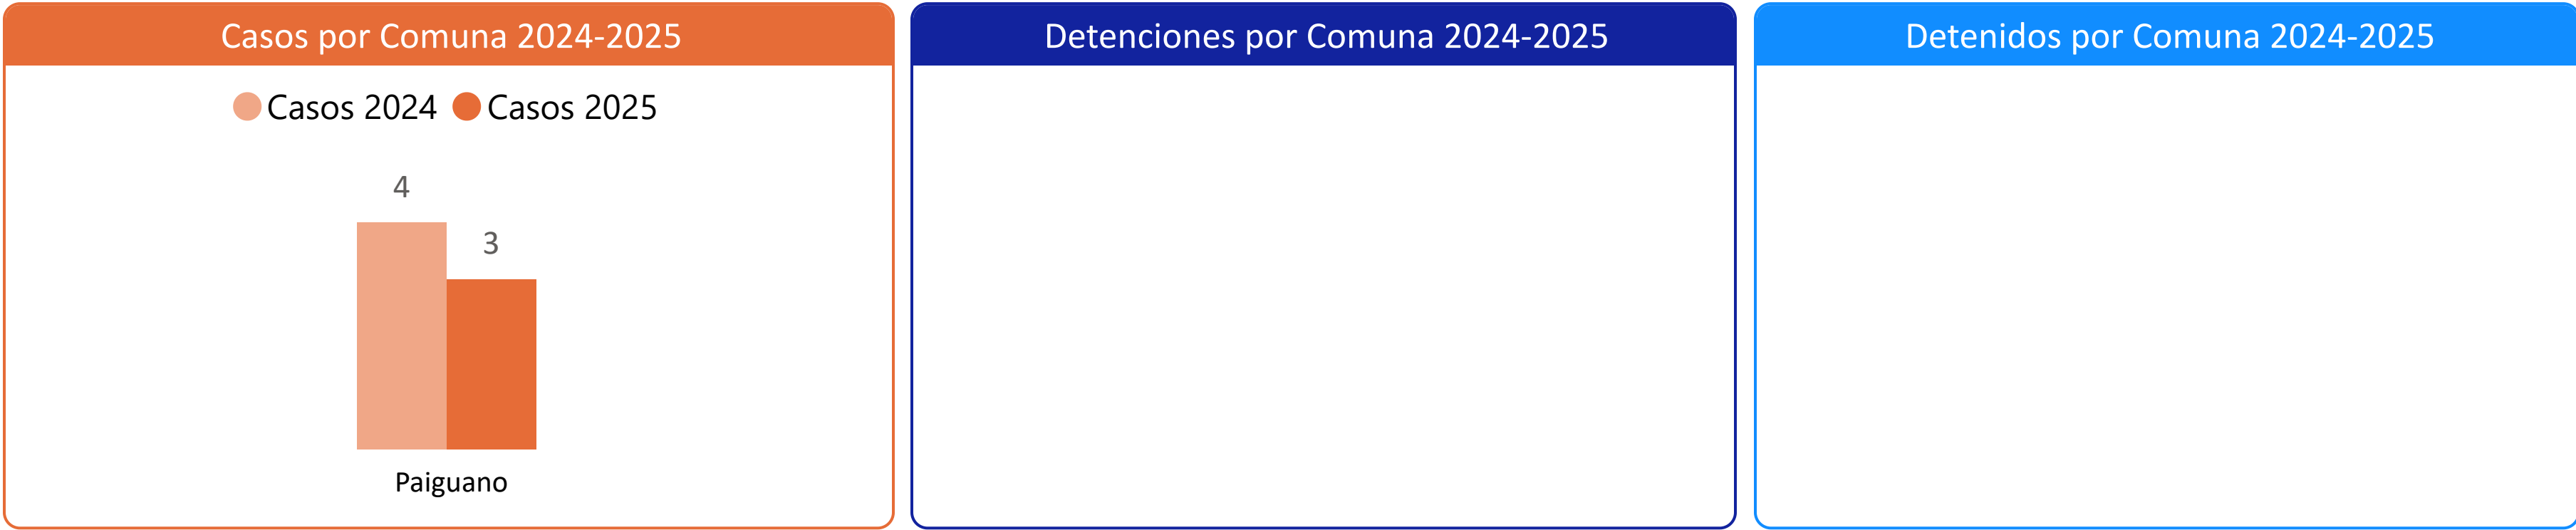 Casos por Comuna 2024-2025
Casos 2024 Casos 2025
4
3
Paiguano
Detenciones por Comuna 2024-2025
Detenidos por Comuna 2024-2025